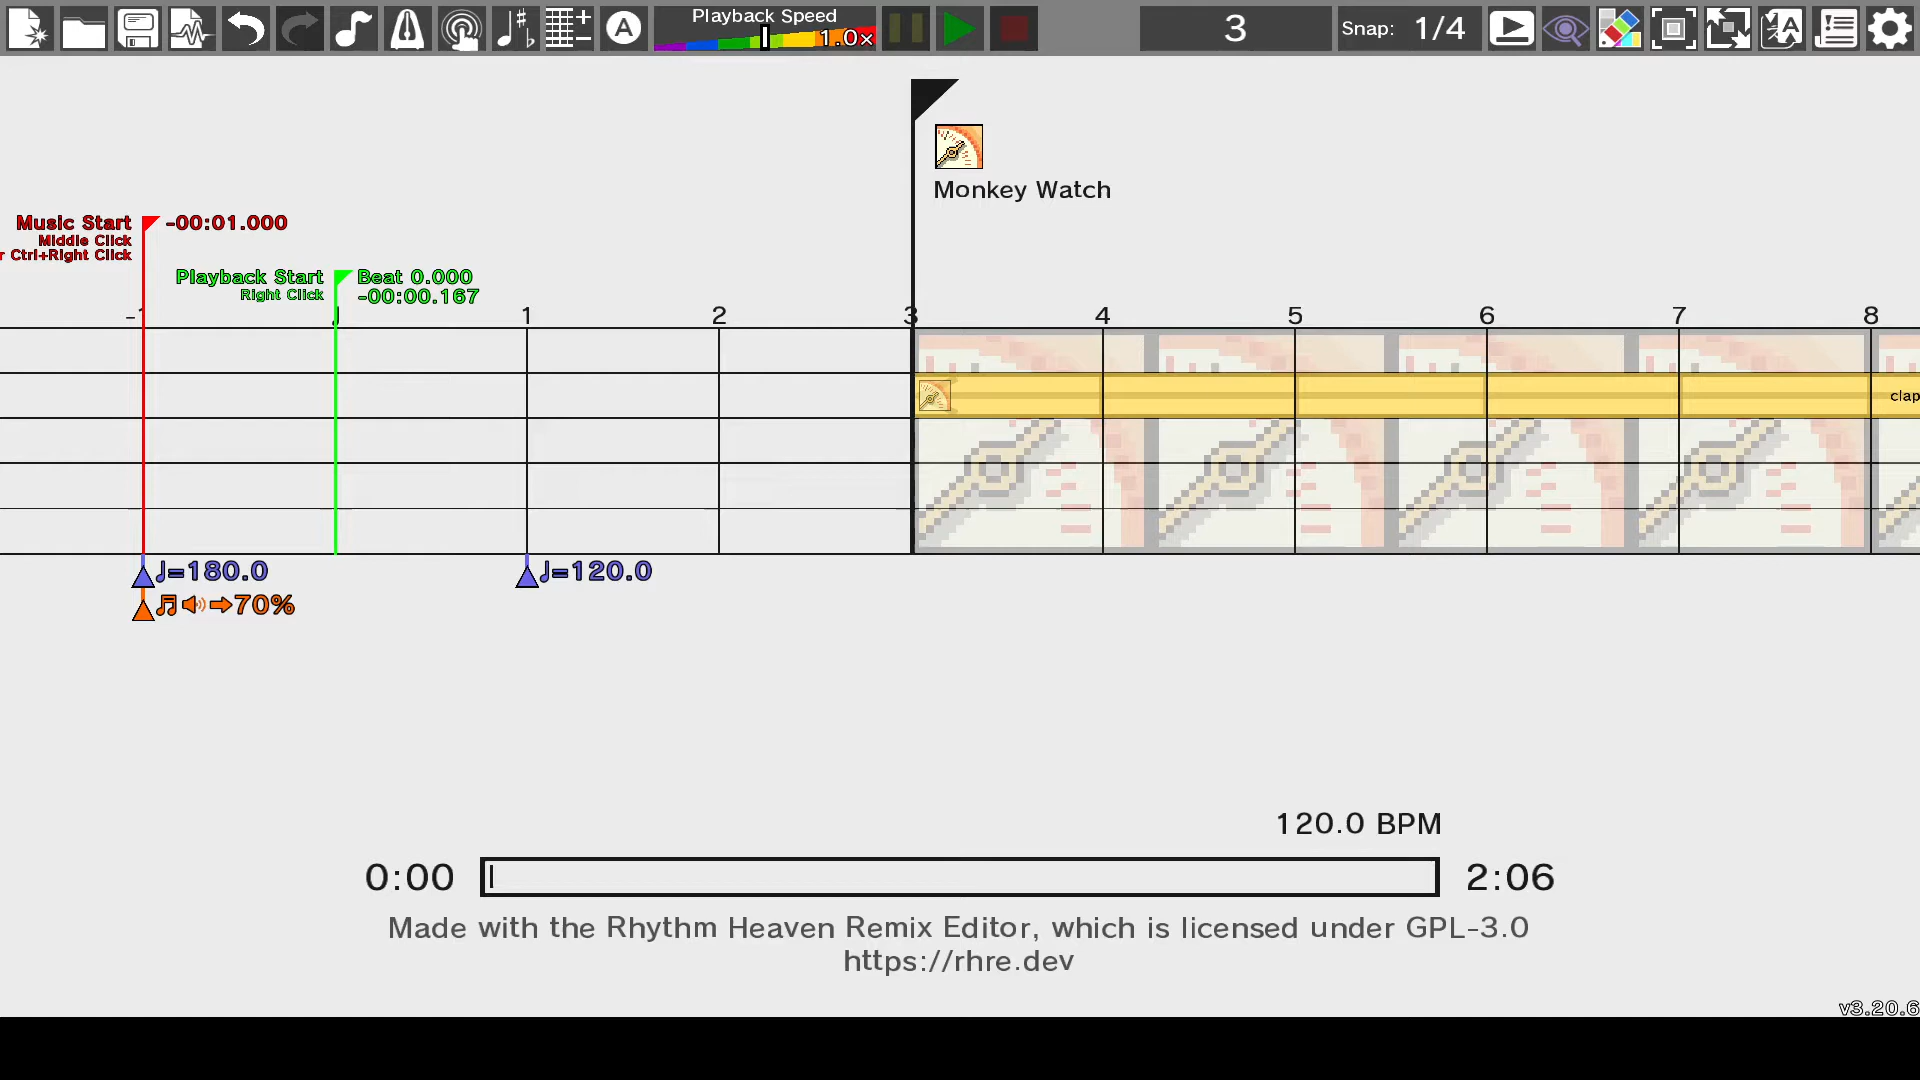 Playback Speed
1.0x
3
Snap: 1/4
A
Monkey Watch
Music Start
-00:01.000
Middle Click
r Ctrl+Right Click
Playback Start
Beat 0.000
Right Click
-00:00.167
1 2 3 4 5 6 7 8
clap
♩=180.0
♩=120.0
➡70%
120.0 BPM
0:00
2:06
Made with the Rhythm Heaven Remix Editor, which is licensed under GPL-3.0
https://rhre.dev
v3.20.6